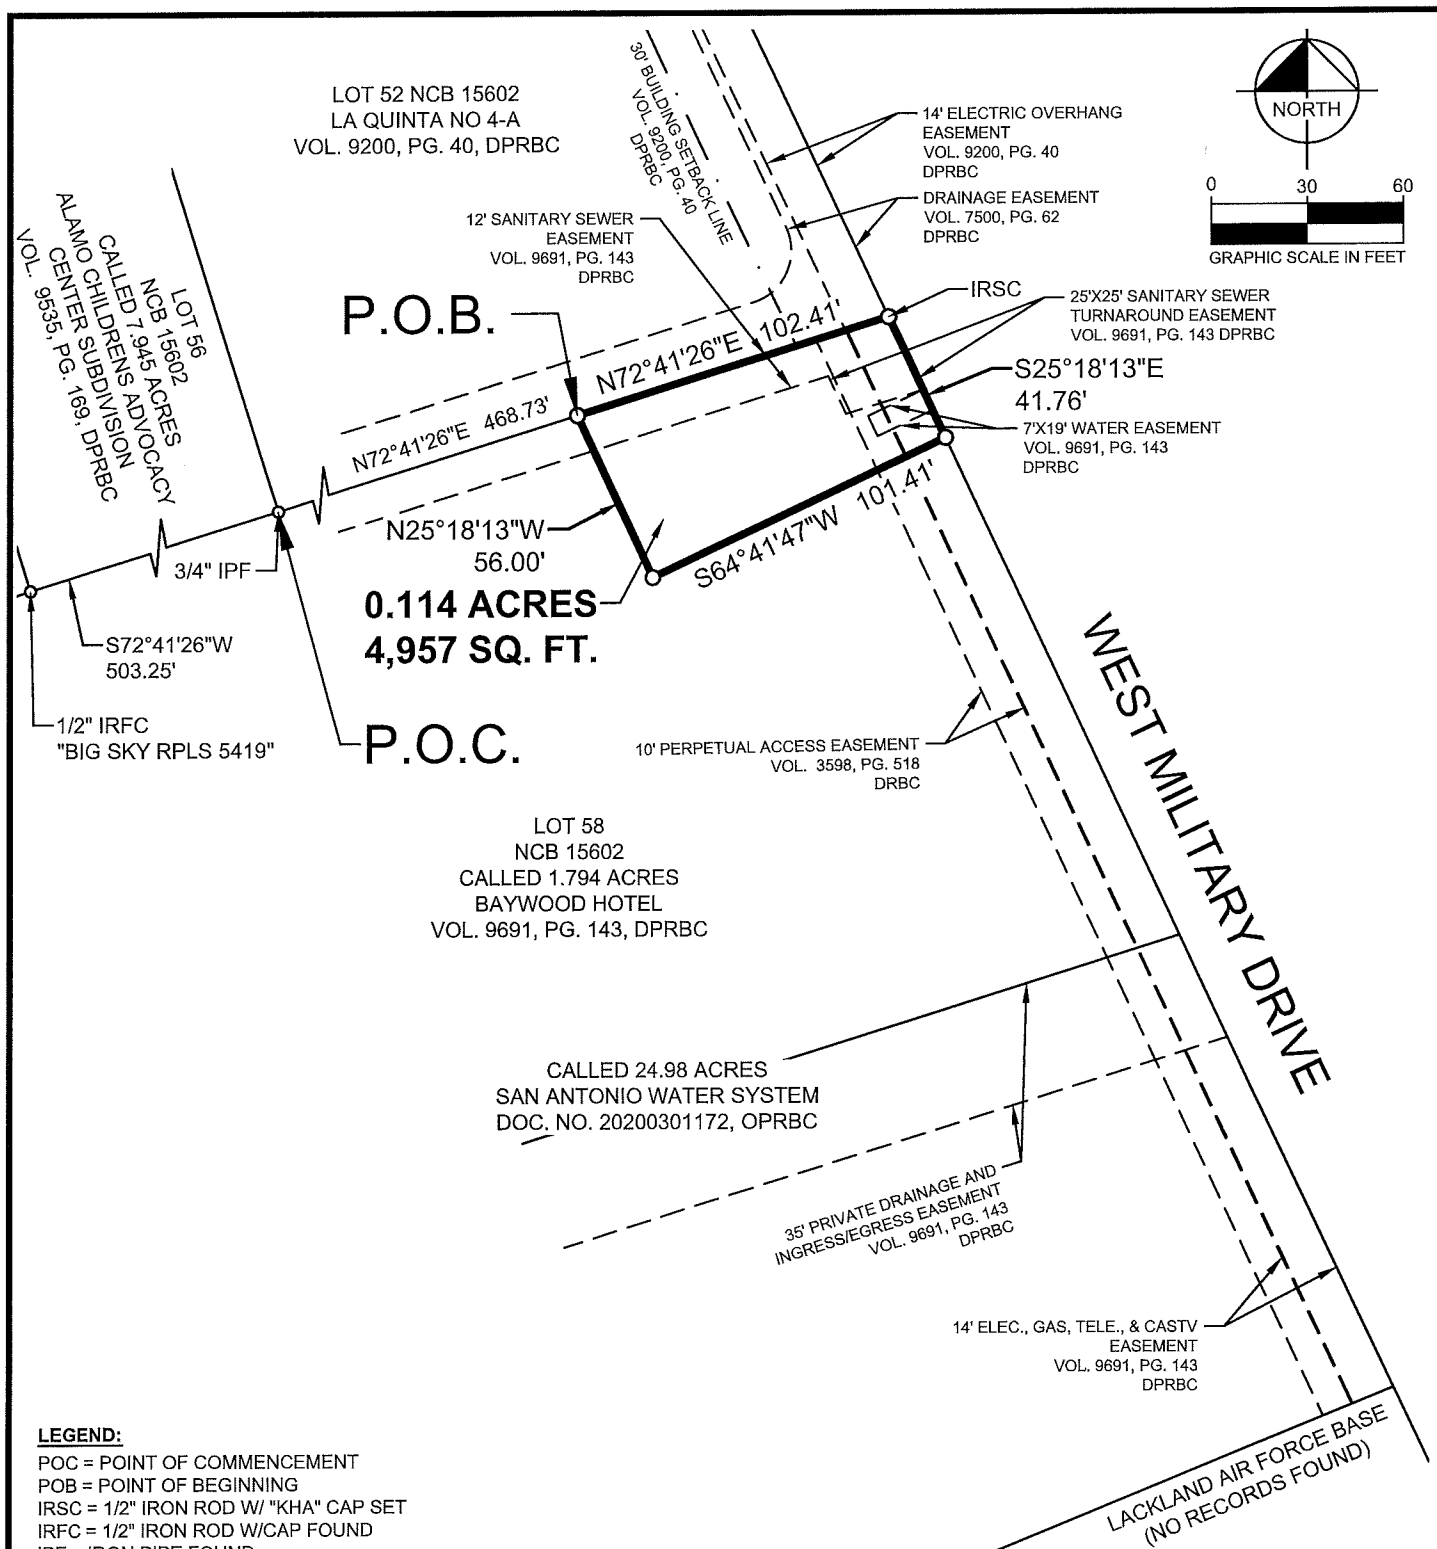 LOT 52 NCB 15602
LA QUINTA NO 4-A
VOL. 9200, PG. 40, DPRBC
30' BUILDING SETBACK LINE
VOL. 9200, PG. 40
DPRBC
14' ELECTRIC OVERHANG
EASEMENT
VOL. 9200, PG. 40
DPRBC
NORTH
0 30 60
GRAPHIC SCALE IN FEET
DRAINAGE EASEMENT
VOL. 7500, PG. 62
DPRBC
12' SANITARY SEWER
EASEMENT
VOL. 9691, PG. 143
DPRBC
LOT 56
NCB 15602
CALLED 7.945 ACRES
ALAMO CHILDRENS ADVOCACY
CENTER SUBDIVISION
VOL. 9535, PG. 169, DPRBC
P.O.B.
IRSC
25'X25' SANITARY SEWER
TURNAROUND EASEMENT
VOL. 9691, PG. 143 DPRBC
N72°41'26"E 102.41'
S25°18'13"E
41.76'
N72°41'26"E 468.73'
7'X19' WATER EASEMENT
VOL. 9691, PG. 143
DPRBC
N25°18'13"W
56.00'
S64°41'47"W 101.41'
3/4" IPF
0.114 ACRES
4,957 SQ. FT.
S72°41'26"W
503.25'
1/2" IRFC
"BIG SKY RPLS 5419"
P.O.C.
10' PERPETUAL ACCESS EASEMENT
VOL. 3598, PG. 518
DRBC
WEST MILITARY DRIVE
LOT 58
NCB 15602
CALLED 1.794 ACRES
BAYWOOD HOTEL
VOL. 9691, PG. 143, DPRBC
CALLED 24.98 ACRES
SAN ANTONIO WATER SYSTEM
DOC. NO. 20200301172, OPRBC
35' PRIVATE DRAINAGE AND
INGRESS/EGRESS EASEMENT
VOL. 9691, PG. 143
DPRBC
14' ELEC., GAS, TELE., & CASTV
EASEMENT
VOL. 9691, PG. 143
DPRBC
LACKLAND AIR FORCE BASE
(NO RECORDS FOUND)
LEGEND:
POC = POINT OF COMMENCEMENT
POB = POINT OF BEGINNING
IRSC = 1/2" IRON ROD W/ "KHA" CAP SET
IRFC = 1/2" IRON ROD W/CAP FOUND
IPF = IRON PIPE FOUND